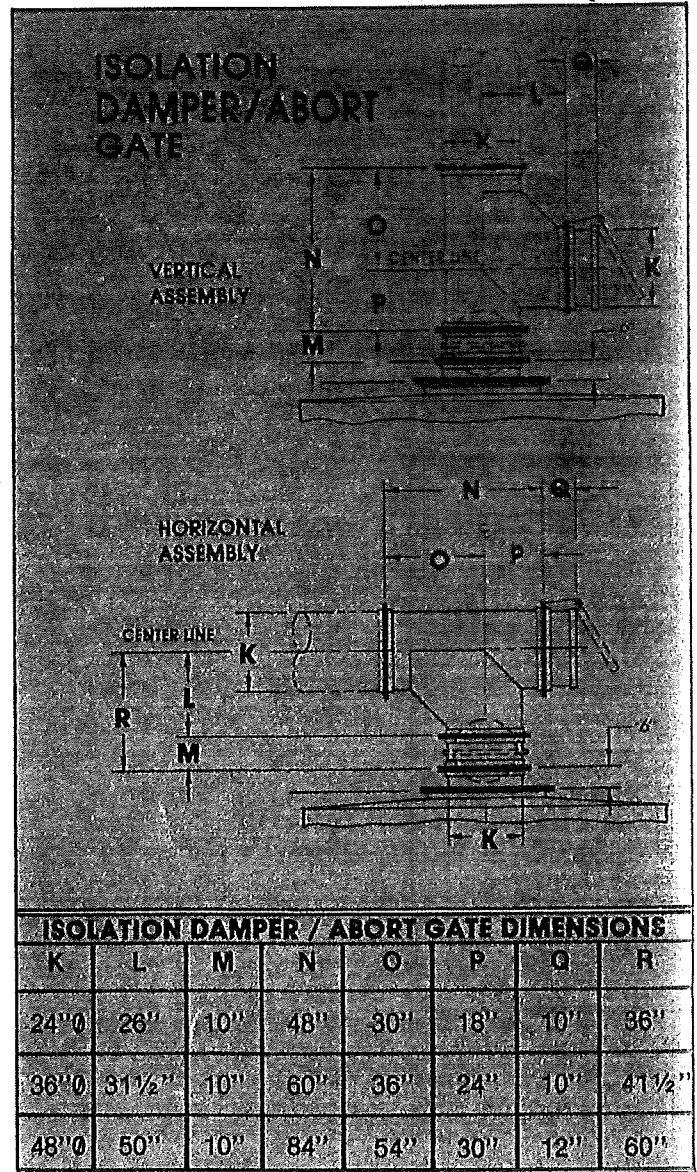 ISOLATION
DAMPER/ABORT
GATE
Q
L
K
O
N
CENTER LINE
K
VERTICAL
ASSEMBLY
P
M
6"
N Q
HORIZONTAL
ASSEMBLY
O P
CENTER LINE
K
L
R
M
6"
K
ISOLATION DAMPER / ABORT GATE DIMENSIONS
K L M N O P Q R
24"Ø 26" 10" 48" 30" 18" 10" 36"
36"Ø 31½" 10" 60" 36" 24" 10" 41½"
48"Ø 50" 10" 84" 54" 30" 12" 60"